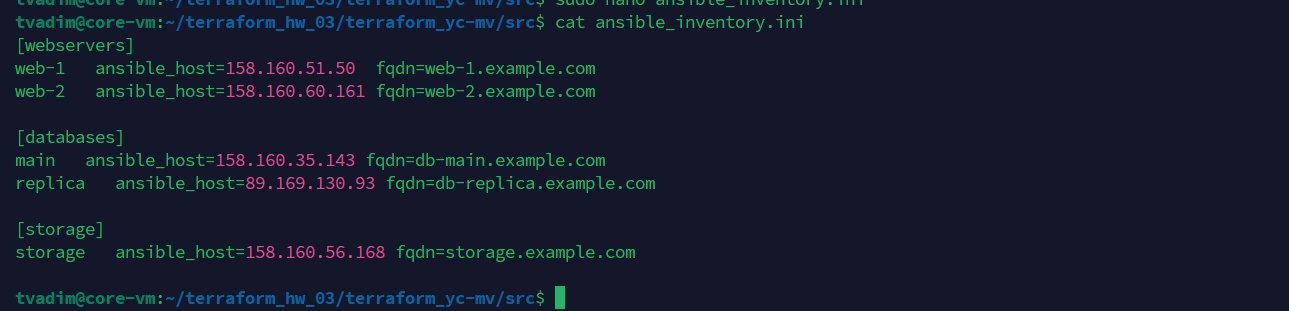 tvadim@core-vm:~/terraform_hw_03/terraform_yc-mv/src$ sudo nano ansible_inventory.ini
tvadim@core-vm:~/terraform_hw_03/terraform_yc-mv/src$ cat ansible_inventory.ini
[webservers]
web-1   ansible_host=158.160.51.50  fqdn=web-1.example.com
web-2   ansible_host=158.160.60.161 fqdn=web-2.example.com

[databases]
main   ansible_host=158.160.35.143 fqdn=db-main.example.com
replica   ansible_host=89.169.130.93 fqdn=db-replica.example.com

[storage]
storage   ansible_host=158.160.56.168 fqdn=storage.example.com

tvadim@core-vm:~/terraform_hw_03/terraform_yc-mv/src$